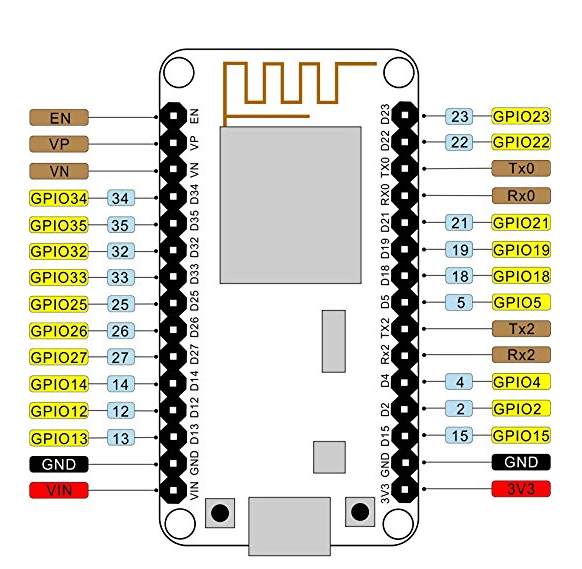 EN EN D23 23 GPIO23
VP VP D22 22 GPIO22
VN VN TX0 Tx0
GPIO34 34 D34 RX0 Rx0
GPIO35 35 D35 D21 21 GPIO21
GPIO32 32 D32 D19 19 GPIO19
GPIO33 33 D33 D18 18 GPIO18
GPIO25 25 D25 D5 5 GPIO5
GPIO26 26 D26 TX2 Tx2
GPIO27 27 D27 Rx2 Rx2
GPIO14 14 D14 D4 4 GPIO4
GPIO12 12 D12 D2 2 GPIO2
GPIO13 13 D13 D15 15 GPIO15
GND GND GND GND
VIN VIN 3V3 3V3